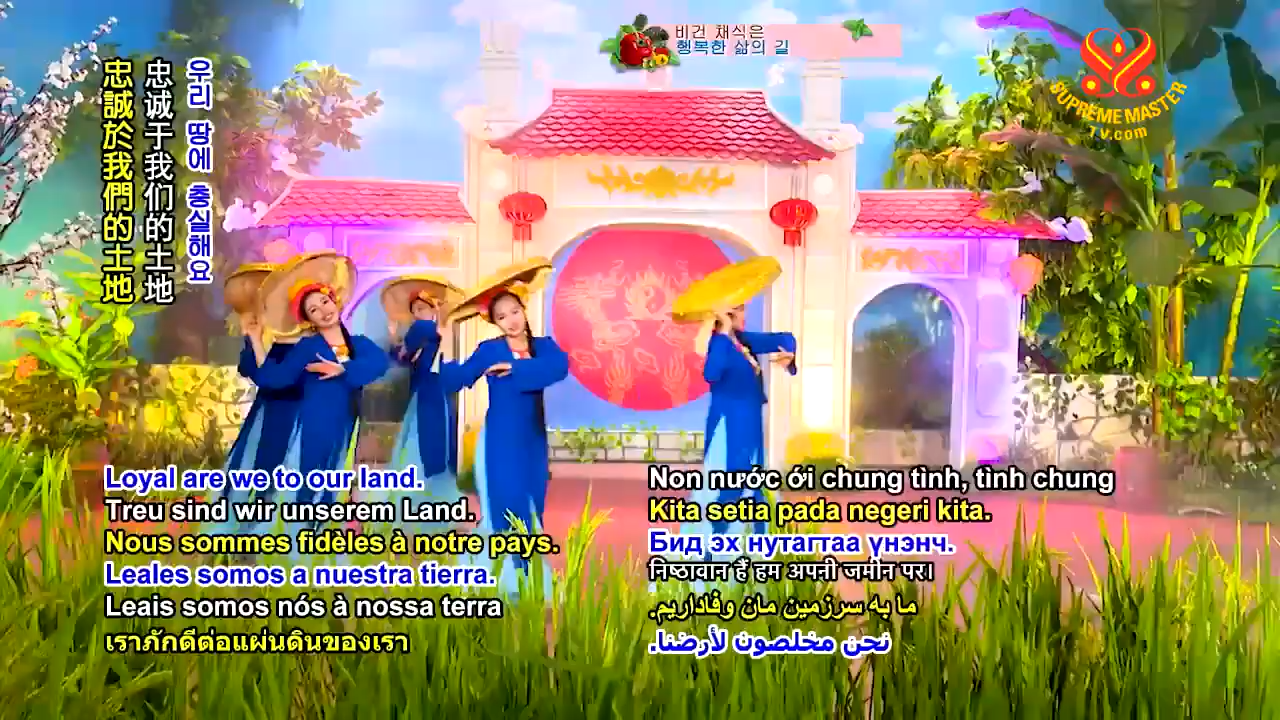 비건 채식은
행복한 삶의 길
SUPREME MASTER
TV.com
우리 땅에 충실해요
忠诚于我们的土地
忠誠於我們的土地
Loyal are we to our land.
Treu sind wir unserem Land.
Nous sommes fidèles à notre pays.
Leales somos a nuestra tierra.
Leais somos nós à nossa terra
เราภักดีต่อแผ่นดินของเรา
Non nước ới chung tình, tình chung
Kita setia pada negeri kita.
Бид эх нутагтаа үнэнч.
निष्ठावान हैं हम अपनी जमीन पर।
ما به سرزمین مان وفاداریم.
نحن مخلصون لأرضنا.